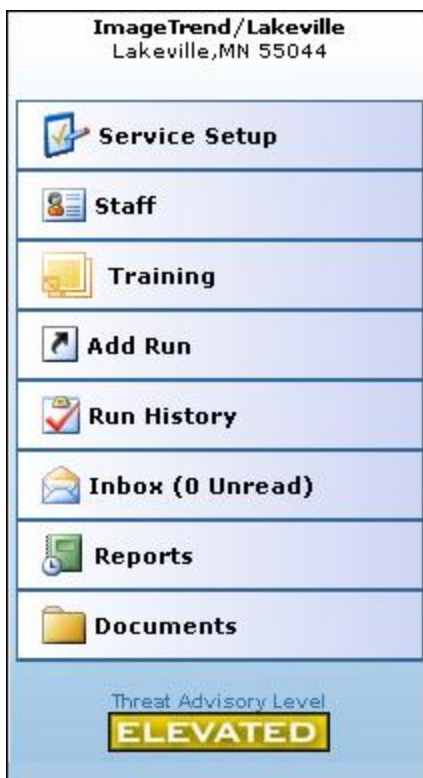 ImageTrend/Lakeville
Lakeville,MN 55044
Service Setup
Staff
Training
Add Run
Run History
Inbox (0 Unread)
Reports
Documents
Threat Advisory Level
ELEVATED